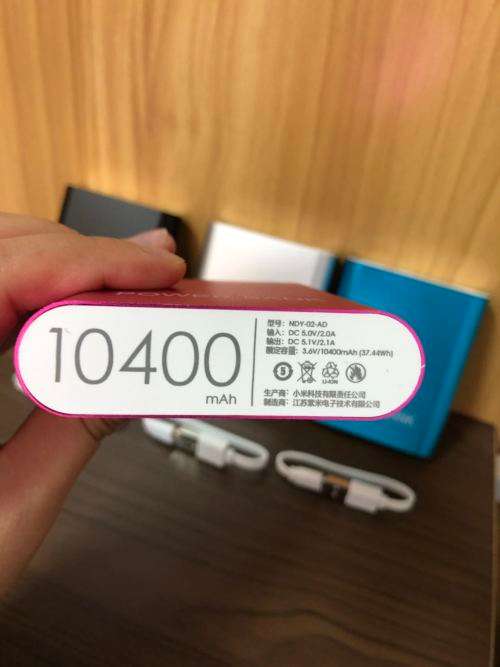 10400
mAh
型号：NDY-02-AD
输入：DC 5.0V/2.0A
输出：DC 5.1V/2.1A
额定容量：3.6V/10400mAh (37.44Wh)
5
LI-ION
生产商：小米科技有限责任公司
制造商：江苏紫米电子技术有限公司